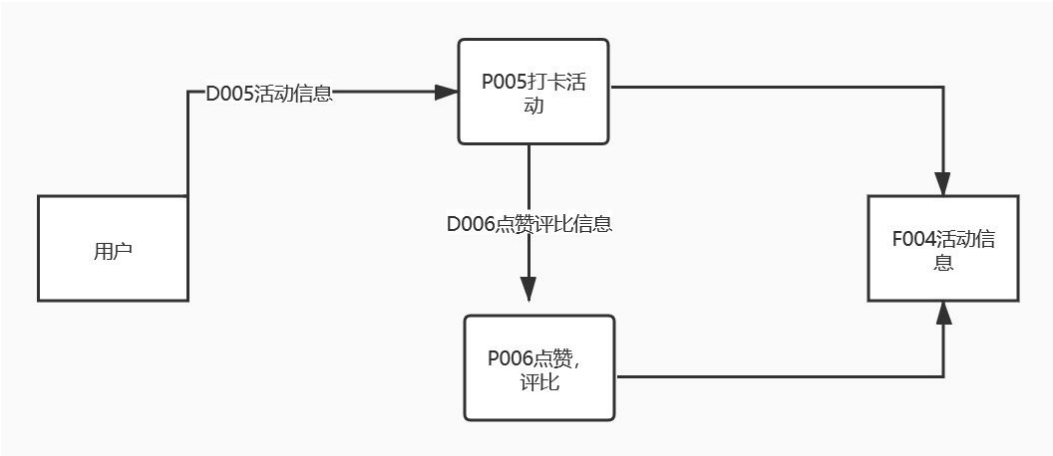 P005打卡活
动
D005活动信息
D006点赞评比信息
用户
F004活动信
息
P006点赞，
评比